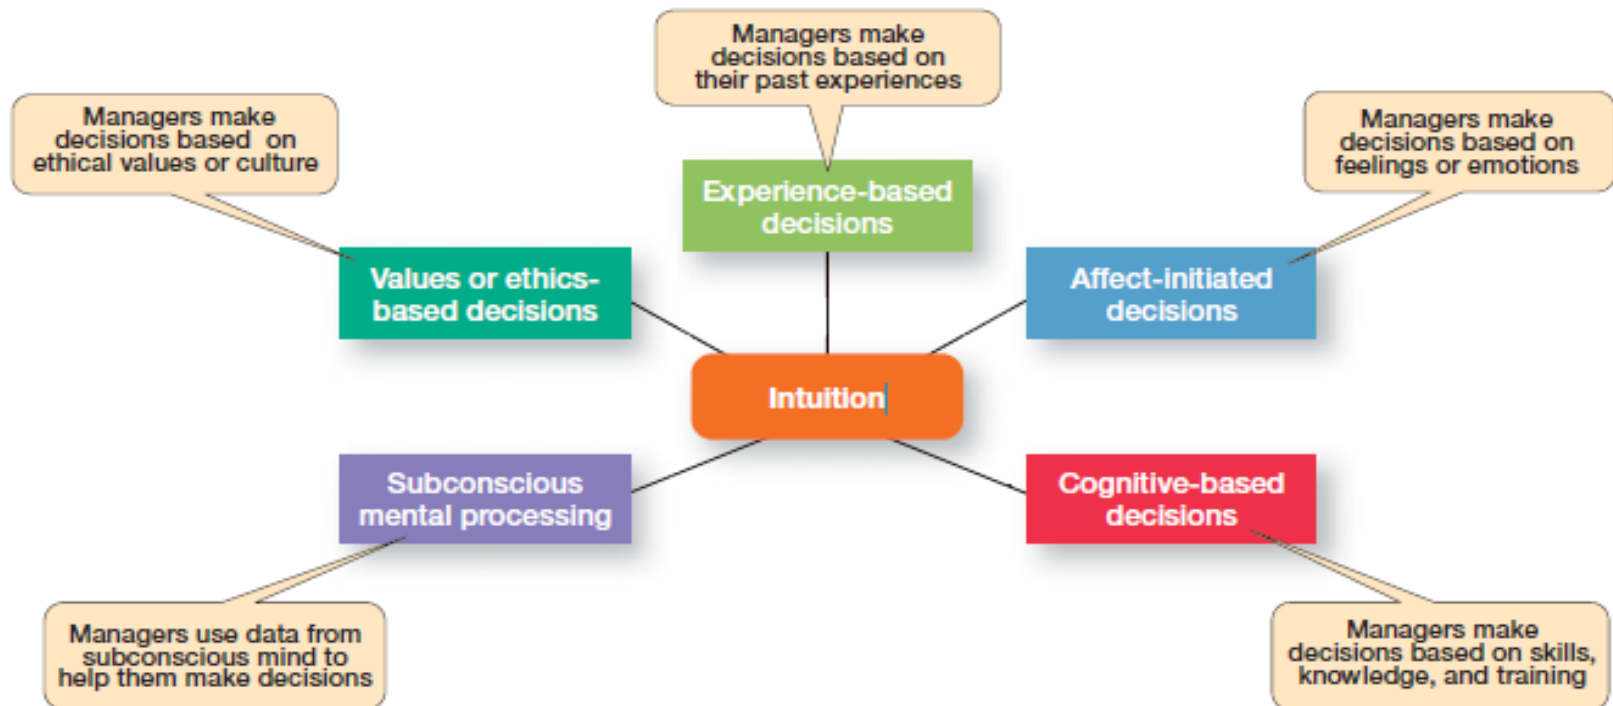 Managers make
decisions based on
their past experiences
Managers make
decisions based on
ethical values or culture
Managers make
decisions based on
feelings or emotions
Experience-based
decisions
Values or ethics-
based decisions
Affect-initiated
decisions
Intuition
Subconscious
mental processing
Cognitive-based
decisions
Managers use data from
subconscious mind to
help them make decisions
Managers make
decisions based on skills,
knowledge, and training